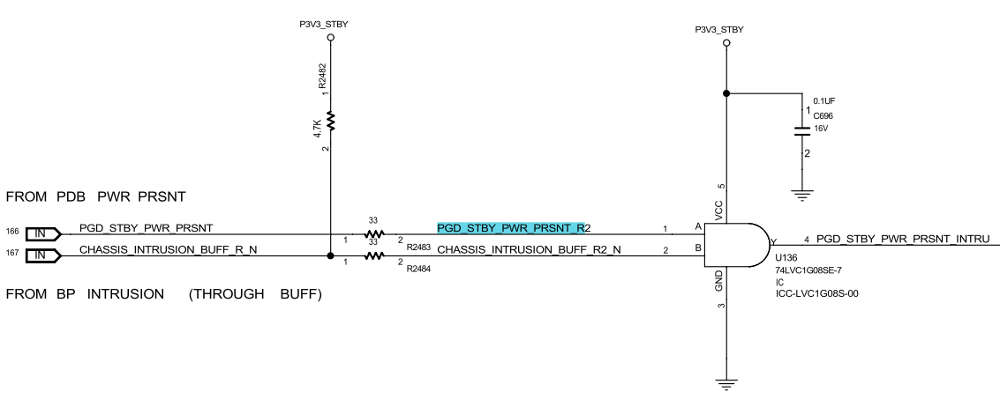 P3V3_STBY
P3V3_STBY
R2482
1
4.7K
2
0.1UF
1
C696
16V
2
5
VCC
FROM PDB PWR PRSNT
166 IN PGD_STBY_PWR_PRSNT 1 33 2 R2483 PGD_STBY_PWR_PRSNT_R2 1 A
167 IN CHASSIS_INTRUSION_BUFF_R_N 1 33 2 R2484 CHASSIS_INTRUSION_BUFF_R2_N 2 B
Y 4 PGD_STBY_PWR_PRSNT_INTRU
U136
74LVC1G08SE-7
IC
ICC-LVC1G08S-00
GND
3
FROM BP INTRUSION (THROUGH BUFF)